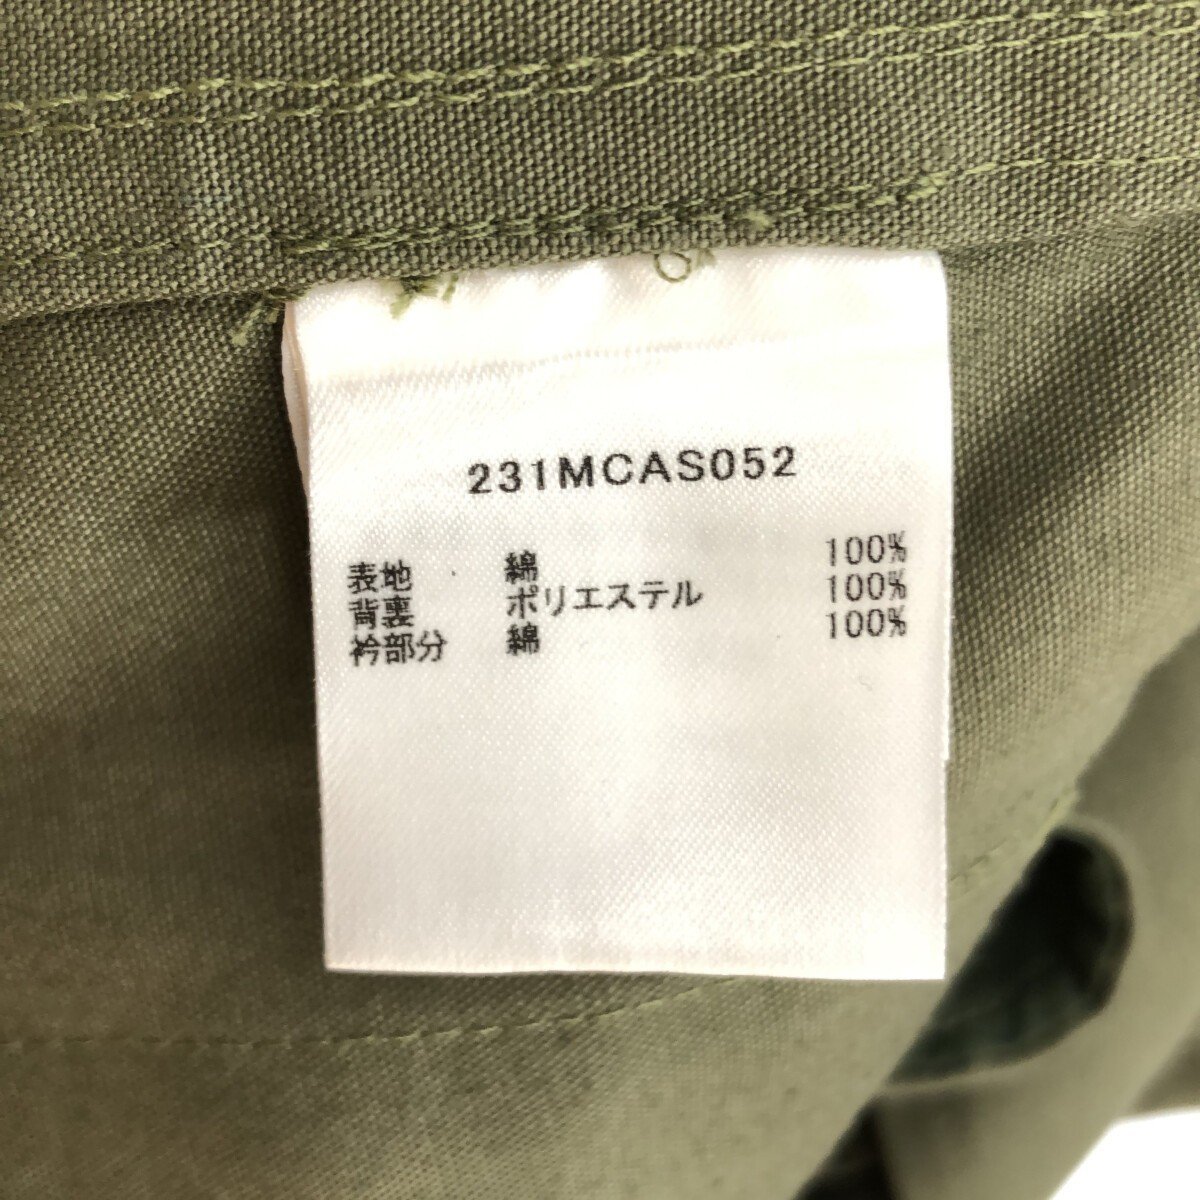 231MCAS052
表地 綿 100%
背裏 ポリエステル 100%
衿部分 綿 100%